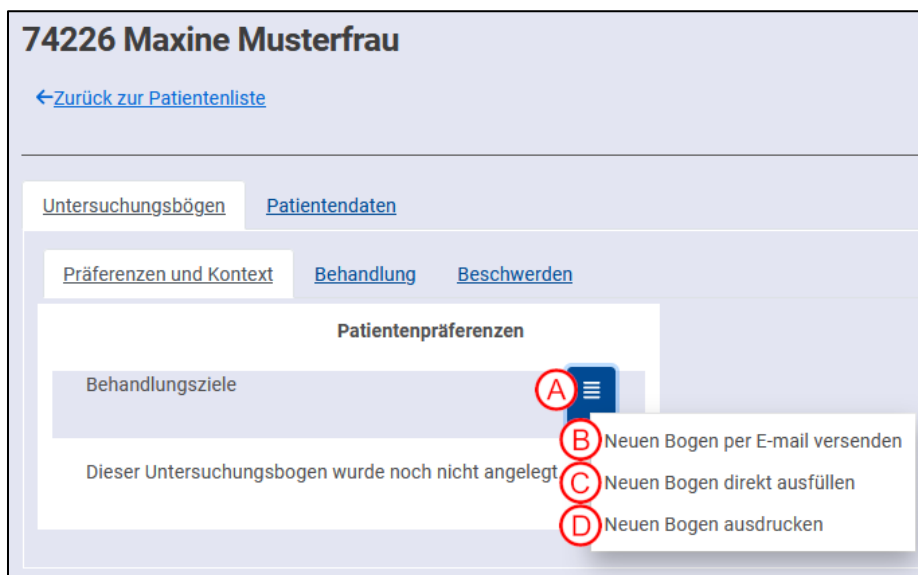 74226 Maxine Musterfrau
←Zurück zur Patientenliste
Untersuchungsbögen Patientendaten
Präferenzen und Kontext Behandlung Beschwerden
Patientenpräferenzen
Behandlungsziele A
B Neuen Bogen per E-mail versenden
Dieser Untersuchungsbogen wurde noch nicht angelegt.
C Neuen Bogen direkt ausfüllen
D Neuen Bogen ausdrucken